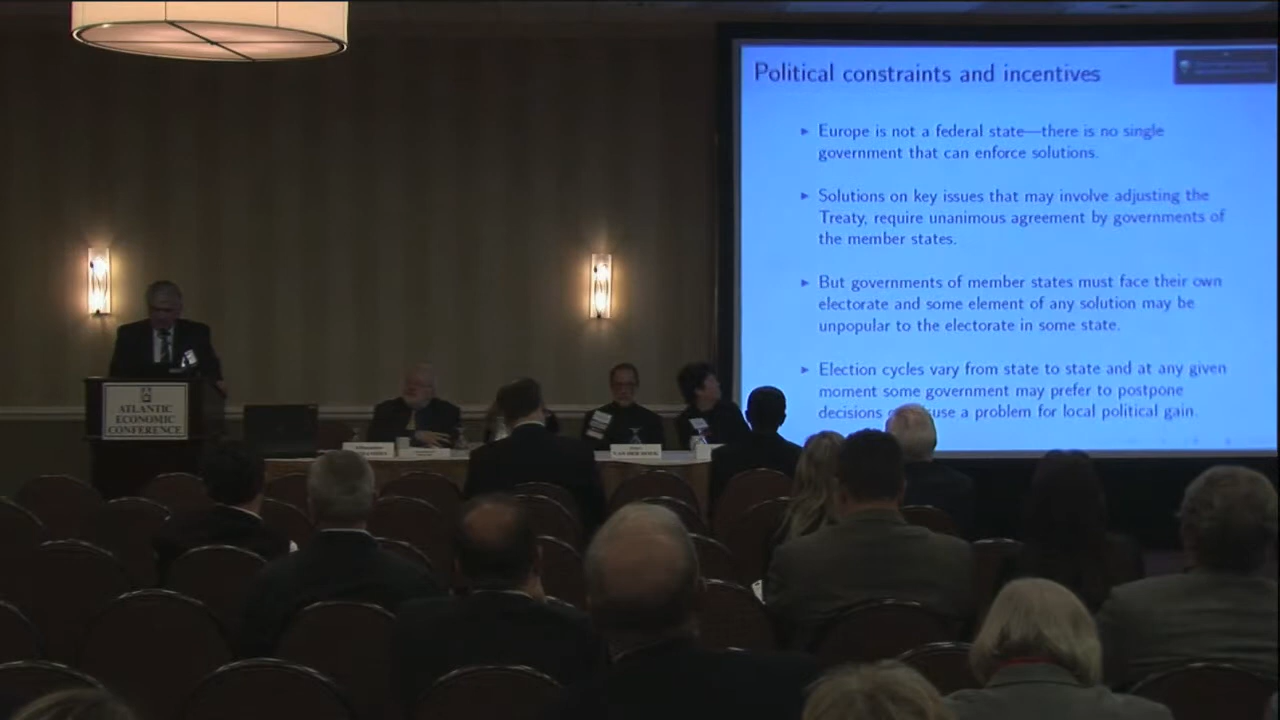 Political constraints and incentives
▸ Europe is not a federal state—there is no single
government that can enforce solutions.
▸ Solutions on key issues that may involve adjusting the
Treaty, require unanimous agreement by governments of
the member states.
▸ But governments of member states must face their own
electorate and some element of any solution may be
unpopular to the electorate in some state.
▸ Election cycles vary from state to state and at any given
moment some government may prefer to postpone
decisions use a problem for local political gain.
ATLANTIC
ECONOMIC
CONFERENCE